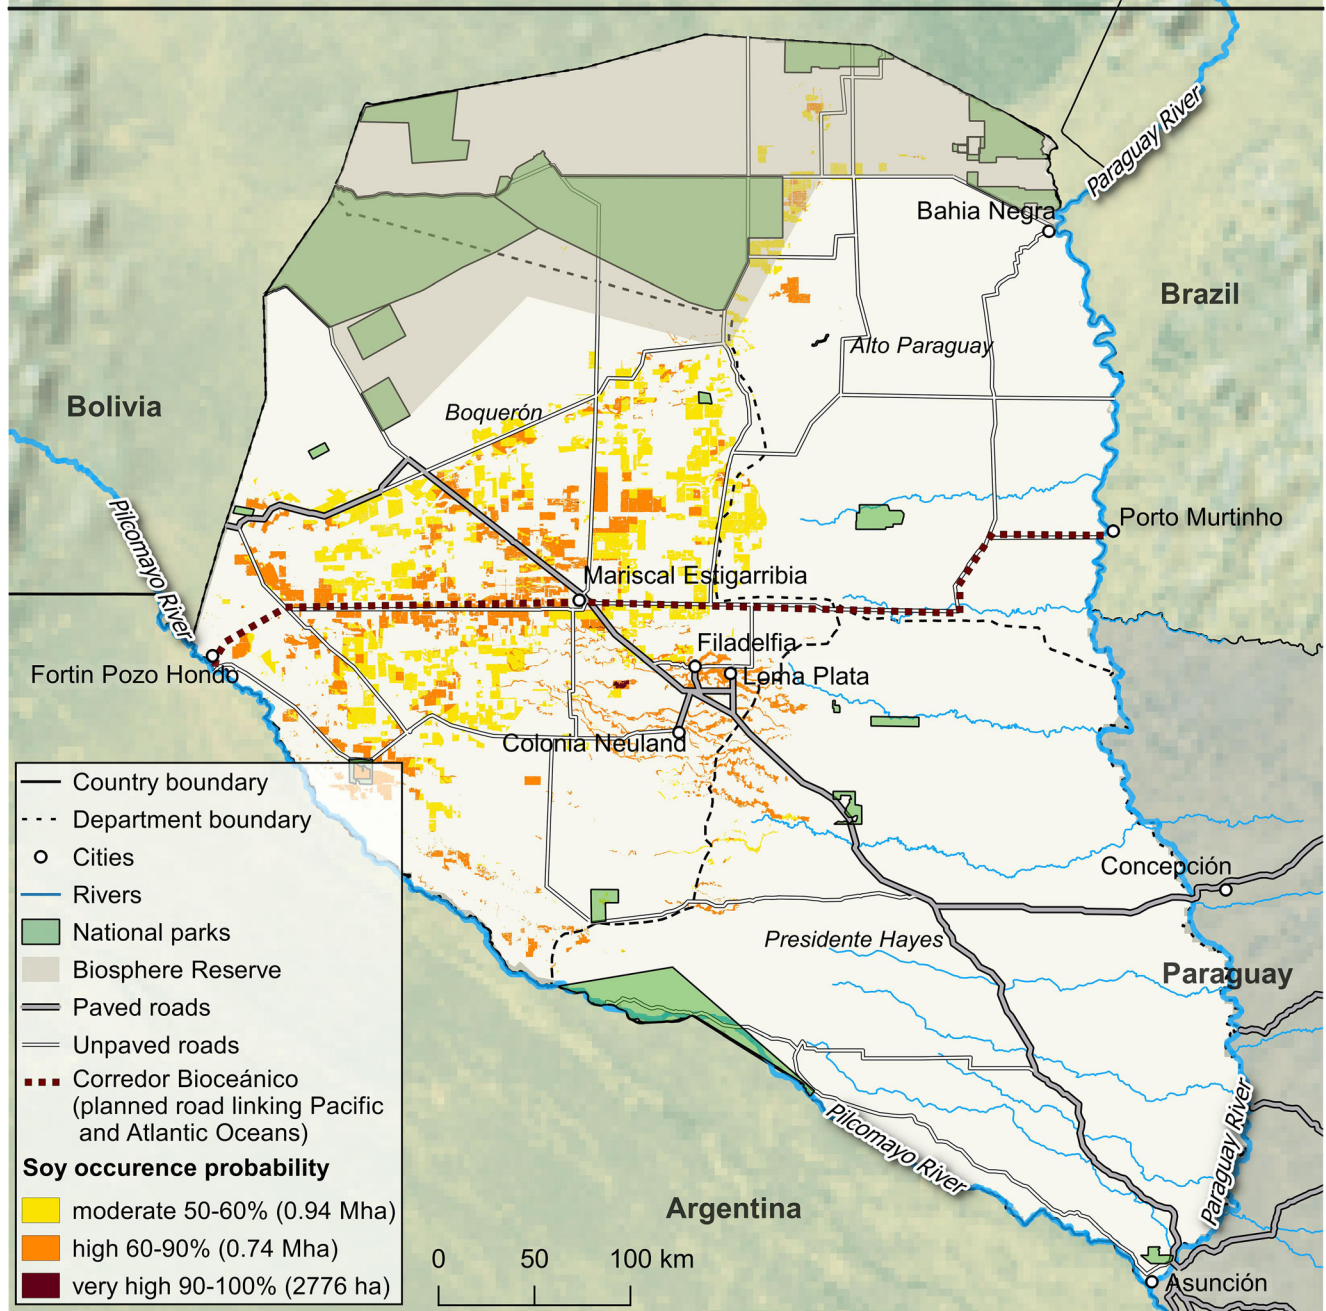 Paraguay River
Bahia Negra
Brazil
Alto Paraguay
Bolivia
Boquerón
Pilcomayo River
Porto Murtinho
Mariscal Estigarribia
Filadelfia
Fortin Pozo Hondo
Loma Plata
Colonia Neuland
Concepción
Presidente Hayes
Paraguay
Pilcomayo River
Paraguay River
Argentina
Asunción
Country boundary
Department boundary
Cities
Rivers
National parks
Biosphere Reserve
Paved roads
Unpaved roads
Corredor Bioceánico
(planned road linking Pacific
and Atlantic Oceans)
Soy occurence probability
moderate 50-60% (0.94 Mha)
high 60-90% (0.74 Mha)
very high 90-100% (2776 ha)
0 50 100 km